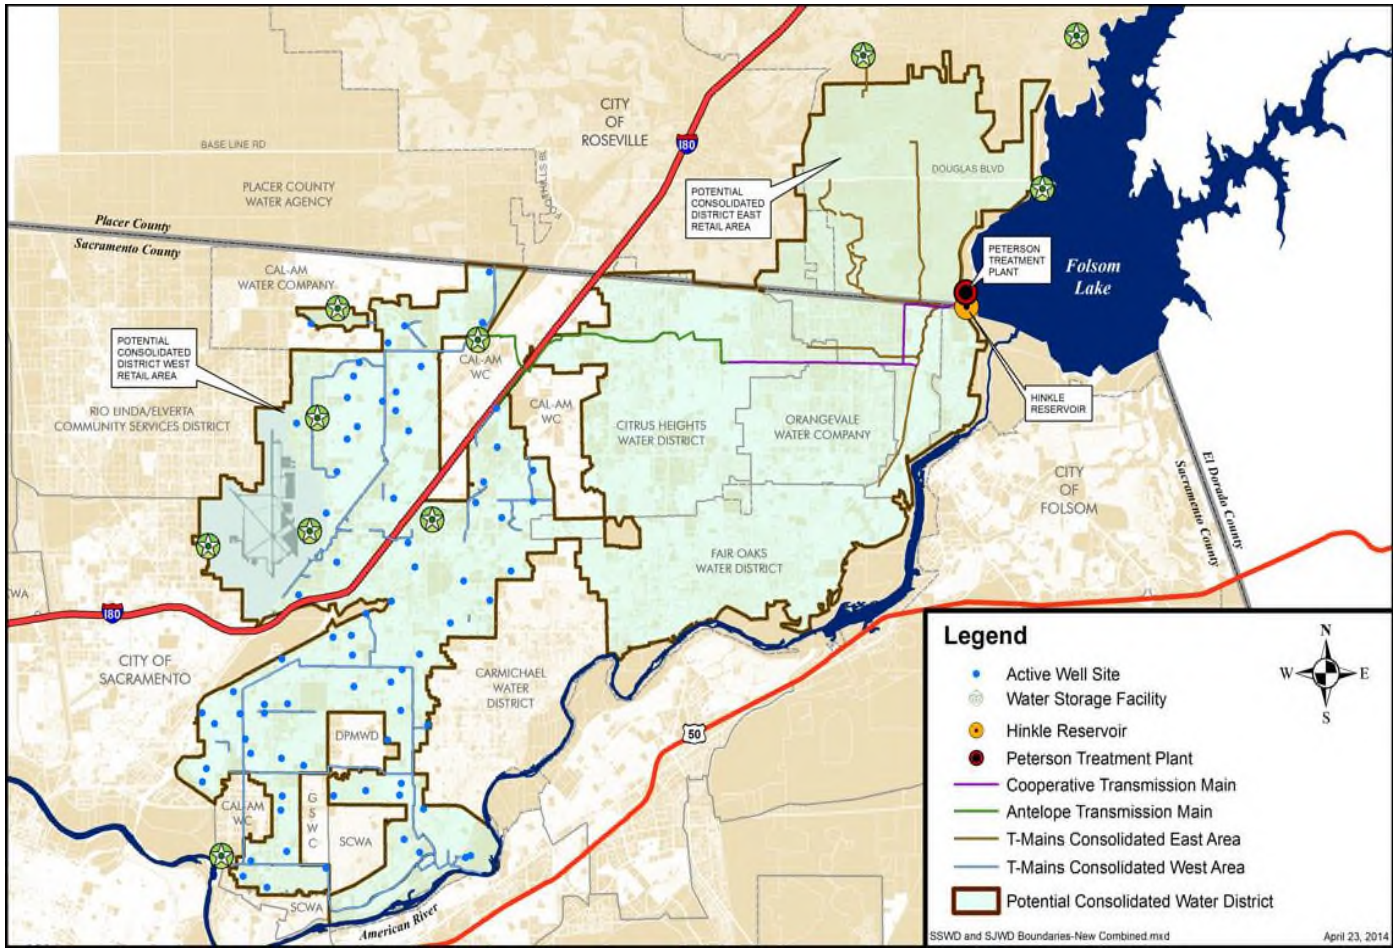 CITY
OF
ROSEVILLE
80
BASE LINE RD
PLACER COUNTY
WATER AGENCY
FOOTHILLS BL
DOUGLAS BLVD
POTENTIAL
CONSOLIDATED
DISTRICT EAST
RETAIL AREA
Placer County
Sacramento County
PETERSON
TREATMENT
PLANT
Folsom
Lake
CAL-AM
WATER COMPANY
POTENTIAL
CONSOLIDATED
DISTRICT WEST
RETAIL AREA
CAL-AM
WC
CAL-AM
WC
HINKLE
RESERVOIR
RIO LINDA/ELVERTA
COMMUNITY SERVICES DISTRICT
CITRUS HEIGHTS
WATER DISTRICT
ORANGEVALE
WATER COMPANY
El Dorado County
Sacramento County
CITY
OF
FOLSOM
FAIR OAKS
WATER DISTRICT
80
CITY OF
SACRAMENTO
CARMICHAEL
WATER
DISTRICT
DPMWD
50
CAL-AM
WC
GSWC
SCWA
SCWA
American River
Legend
N
W
E
S
Active Well Site
Water Storage Facility
Hinkle Reservoir
Peterson Treatment Plant
Cooperative Transmission Main
Antelope Transmission Main
T-Mains Consolidated East Area
T-Mains Consolidated West Area
Potential Consolidated Water District
SSWD and SJWD Boundaries-New Combined.mxd
April 23, 2014